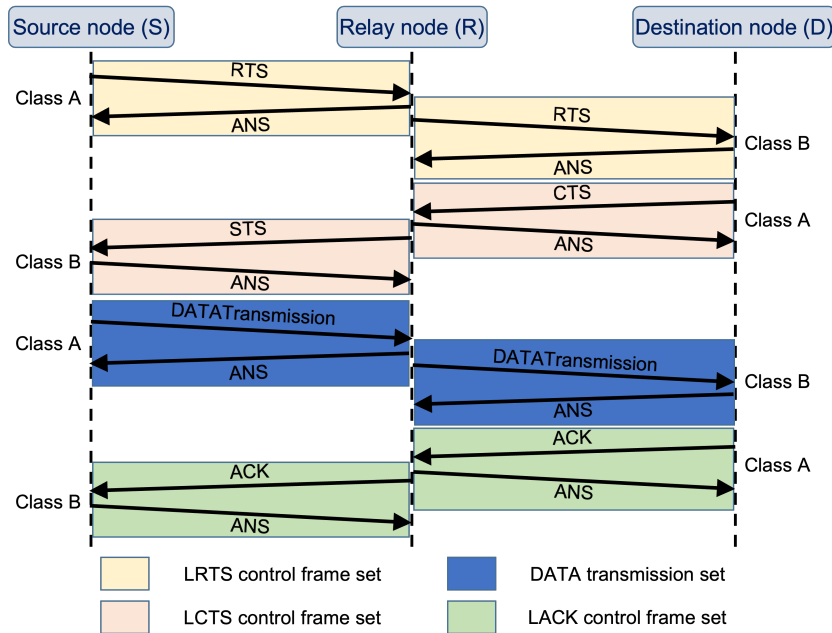 Source node (S)
Relay node (R)
Destination node (D)
RTS
Class A
ANS
RTS
Class B
ANS
CTS
Class A
ANS
STS
Class B
ANS
DATATransmission
Class A
ANS
DATATransmission
Class B
ANS
ACK
Class A
ANS
ACK
Class B
ANS
LRTS control frame set
DATA transmission set
LCTS control frame set
LACK control frame set